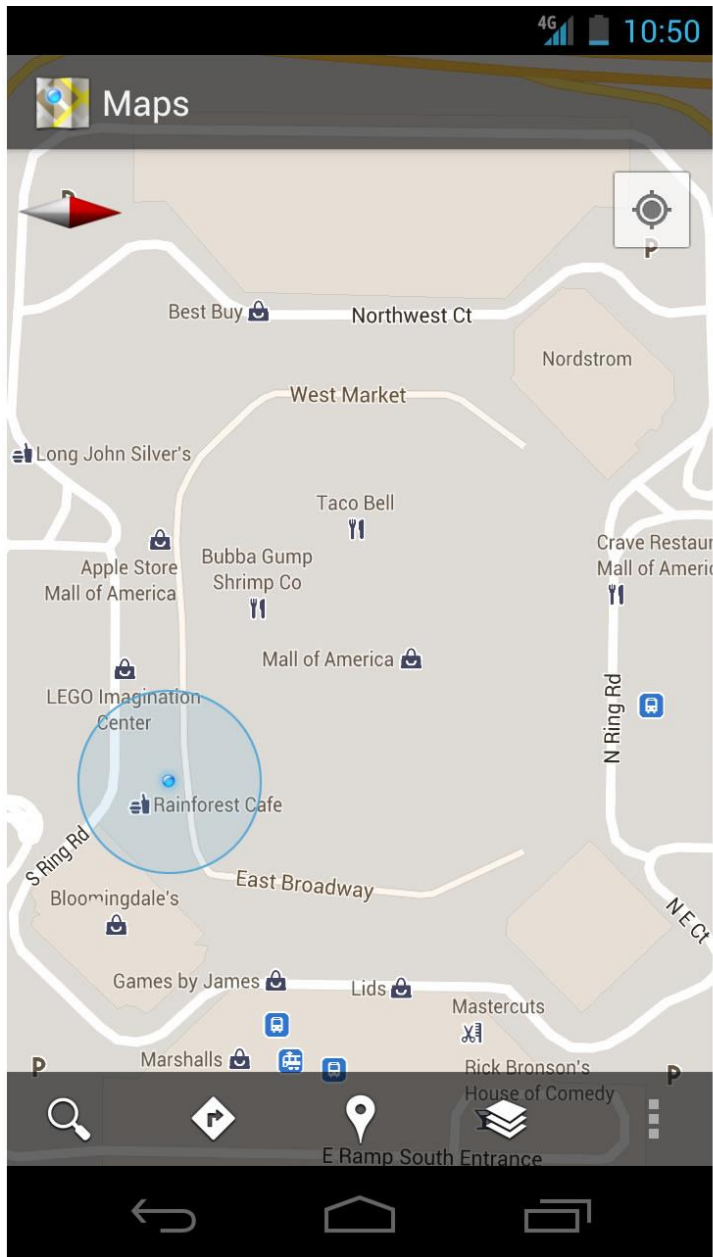 4G 10:50
Maps
P
P
Best Buy
Northwest Ct
Nordstrom
West Market
Long John Silver's
Taco Bell
Apple Store
Mall of America
Bubba Gump
Shrimp Co
Crave Restaur
Mall of Americ
Mall of America
LEGO Imagination
Center
N Ring Rd
Rainforest Cafe
S Ring Rd
East Broadway
Bloomingdale's
N E Ct
Games by James
Lids
Mastercuts
P
Marshalls
Rick Bronson's
House of Comedy
P
E Ramp South Entrance